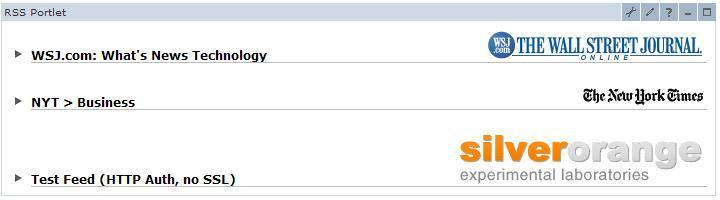 RSS Portlet
WSJ.com: What's News Technology
WSJ.com THE WALL STREET JOURNAL.
ONLINE
NYT > Business
The New York Times
silverorange
experimental laboratories
Test Feed (HTTP Auth, no SSL)